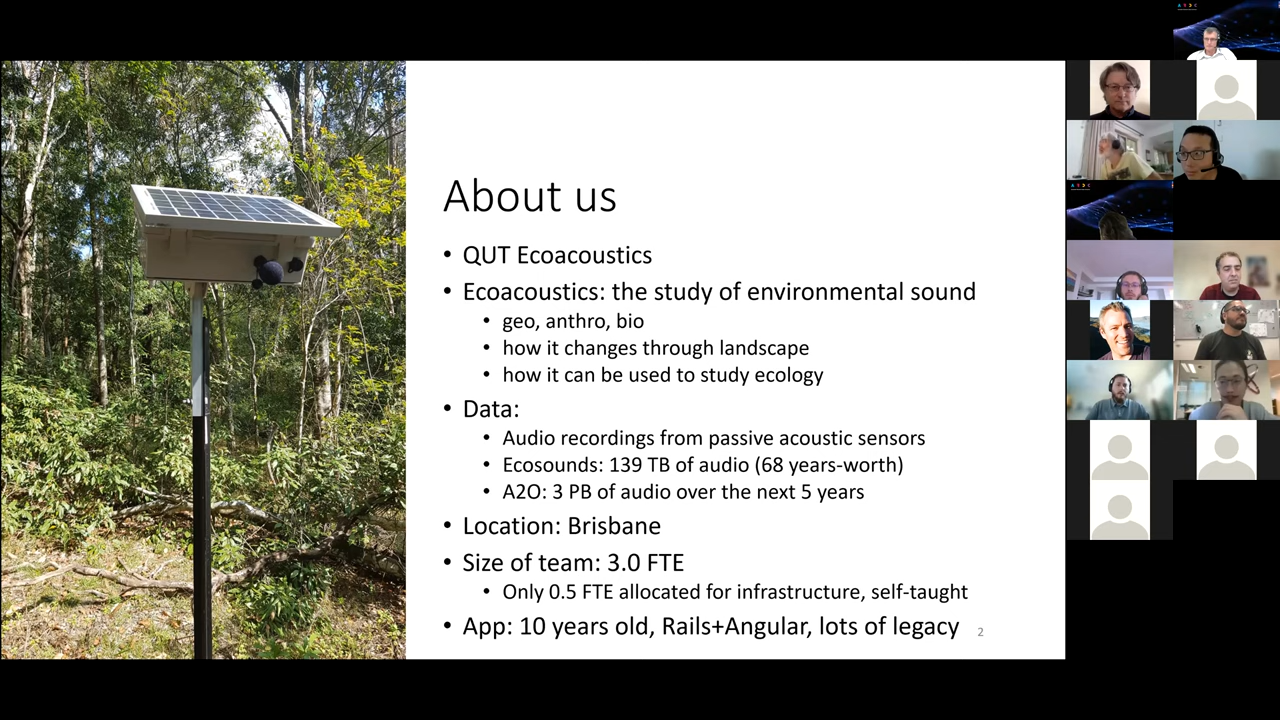 About us
• QUT Ecoacoustics
• Ecoacoustics: the study of environmental sound
• geo, anthro, bio
• how it changes through landscape
• how it can be used to study ecology
• Data:
• Audio recordings from passive acoustic sensors
• Ecosounds: 139 TB of audio (68 years-worth)
• A2O: 3 PB of audio over the next 5 years
• Location: Brisbane
• Size of team: 3.0 FTE
• Only 0.5 FTE allocated for infrastructure, self-taught
• App: 10 years old, Rails+Angular, lots of legacy
2